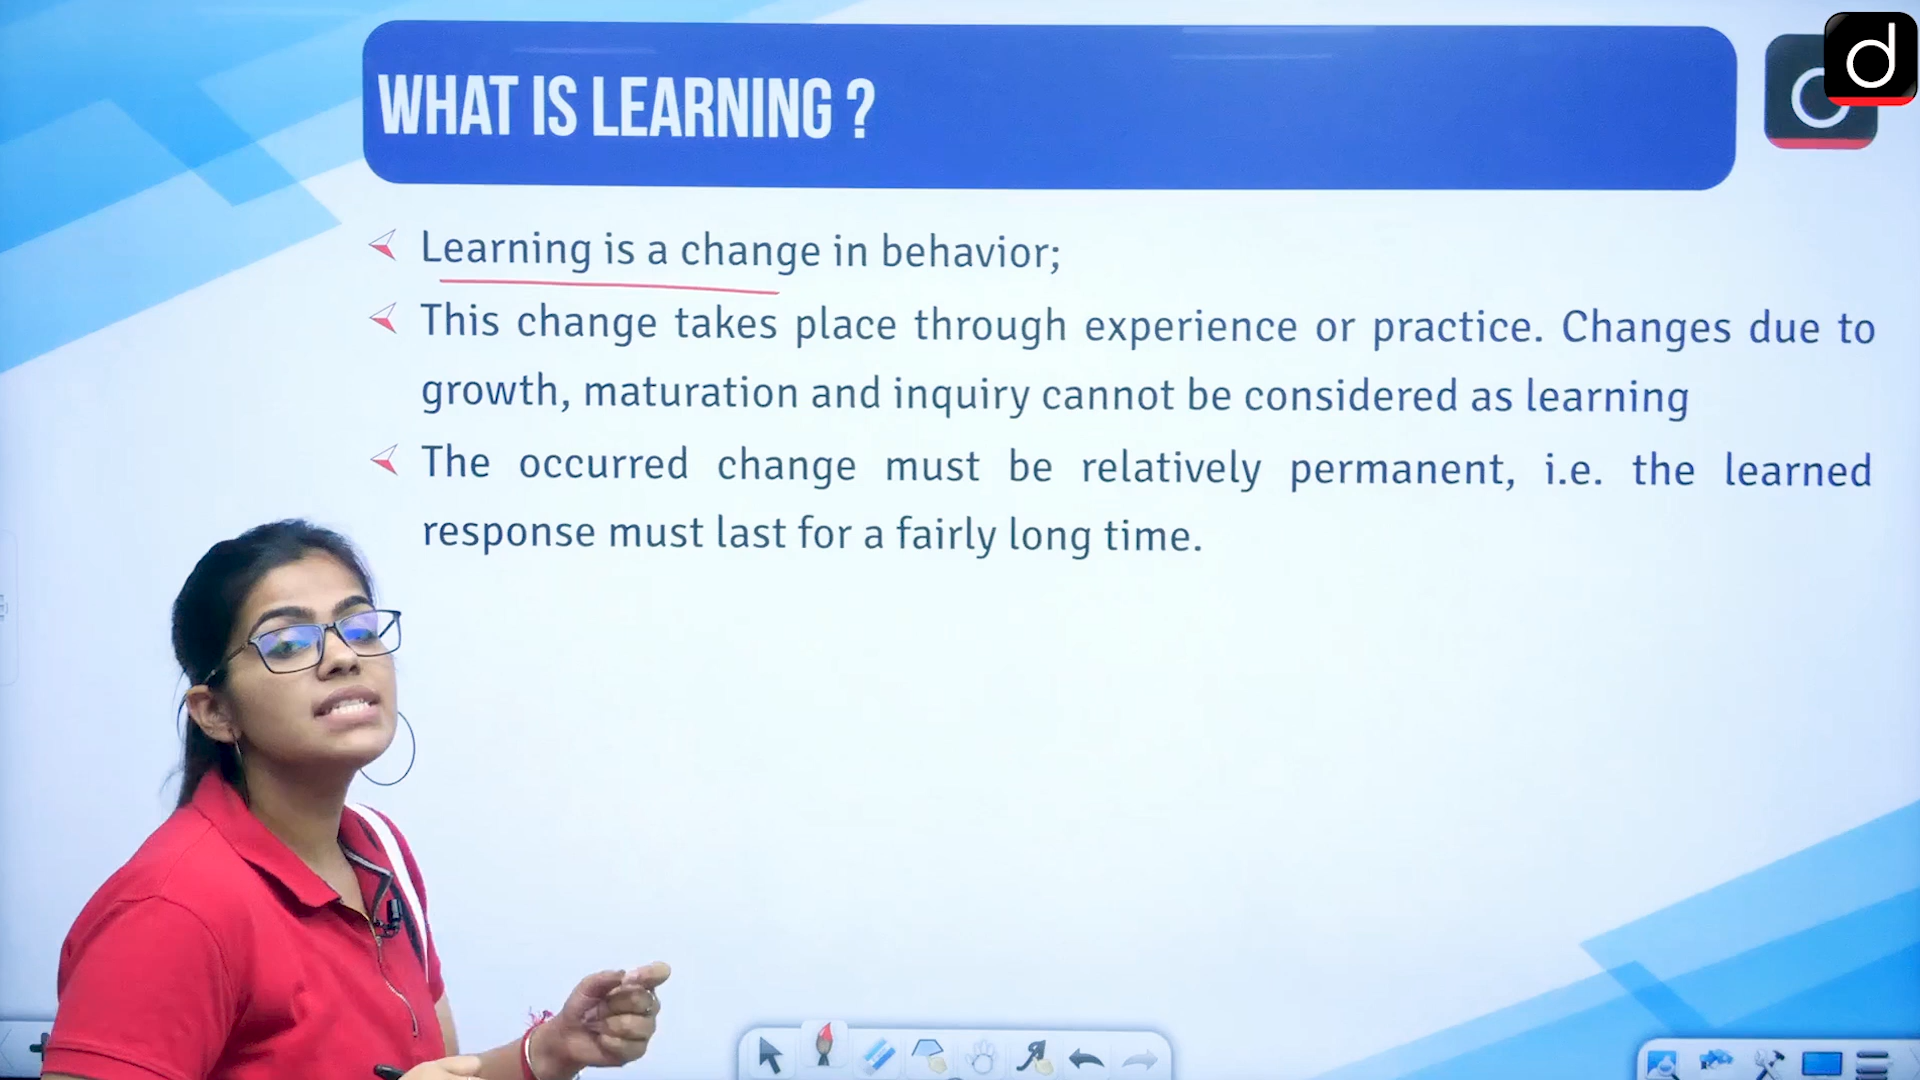 WHAT IS LEARNING ?
d
Learning is a change in behavior;
This change takes place through experience or practice. Changes due to
growth, maturation and inquiry cannot be considered as learning
The occurred change must be relatively permanent, i.e. the learned
response must last for a fairly long time.